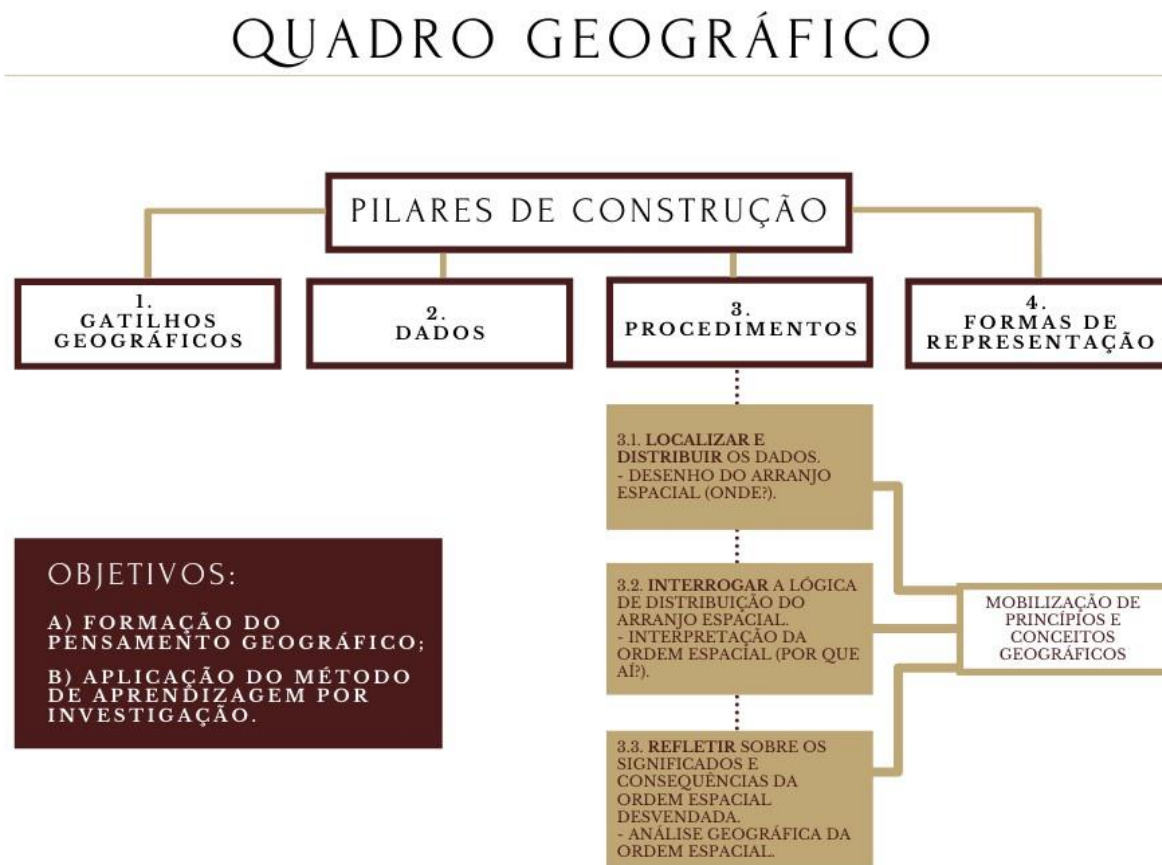 QUADRO GEOGRÁFICO
PILARES DE CONSTRUÇÃO
1.
GATILHOS
GEOGRÁFICOS
2.
DADOS
3.
PROCEDIMENTOS
4.
FORMAS DE
REPRESENTAÇÃO
3.1. LOCALIZAR E
DISTRIBUIR OS DADOS.
- DESENHO DO ARRANJO
ESPACIAL (ONDE?).
3.2. INTERROGAR A LÓGICA
DE DISTRIBUIÇÃO DO
ARRANJO ESPACIAL.
- INTERPRETAÇÃO DA
ORDEM ESPACIAL (POR QUE
AÍ?).
3.3. REFLETIR SOBRE OS
SIGNIFICADOS E
CONSEQUÊNCIAS DA
ORDEM ESPACIAL
DESVENDADA.
- ANÁLISE GEOGRÁFICA DA
ORDEM ESPACIAL.
MOBILIZAÇÃO DE
PRINCÍPIOS E
CONCEITOS
GEOGRÁFICOS
OBJETIVOS:
A) FORMAÇÃO DO
PENSAMENTO GEOGRÁFICO;
B) APLICAÇÃO DO MÉTODO
DE APRENDIZAGEM POR
INVESTIGAÇÃO.